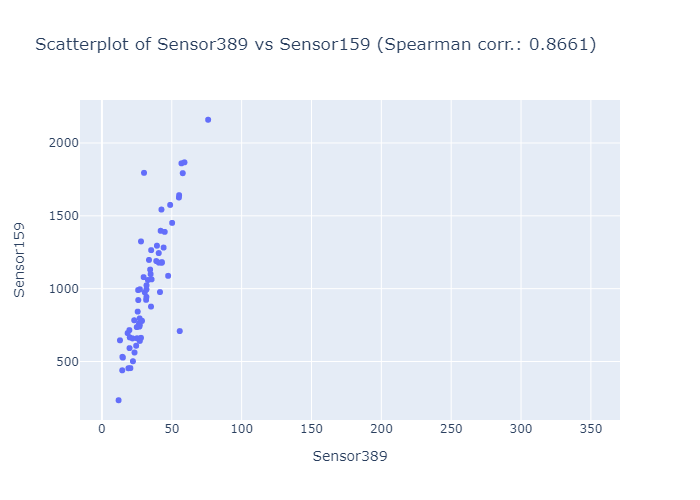 Scatterplot of Sensor389 vs Sensor159 (Spearman corr.: 0.8661)
2000
1500
1000
500
Sensor159
0 50 100 150 200 250 300 350
Sensor389